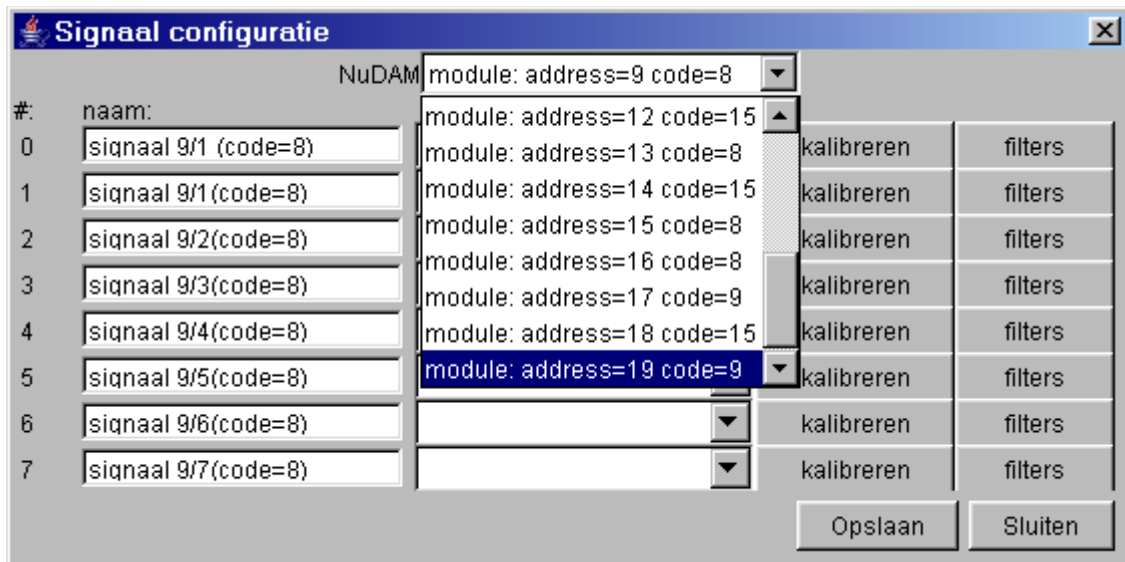 Signaal configuratie
NuDAM module: address=9 code=8
#: naam:
module: address=12 code=15
0 signaal 9/1 (code=8) kalibreren filters
module: address=13 code=8
1 signaal 9/1(code=8) module: address=14 code=15 kalibreren filters
module: address=15 code=8
2 signaal 9/2(code=8) kalibreren filters
module: address=16 code=8
3 signaal 9/3(code=8) kalibreren filters
module: address=17 code=9
4 signaal 9/4(code=8) module: address=18 code=15 kalibreren filters
5 signaal 9/5(code=8) module: address=19 code=9 kalibreren filters
6 signaal 9/6(code=8) kalibreren filters
7 signaal 9/7(code=8) kalibreren filters
Opslaan Sluiten